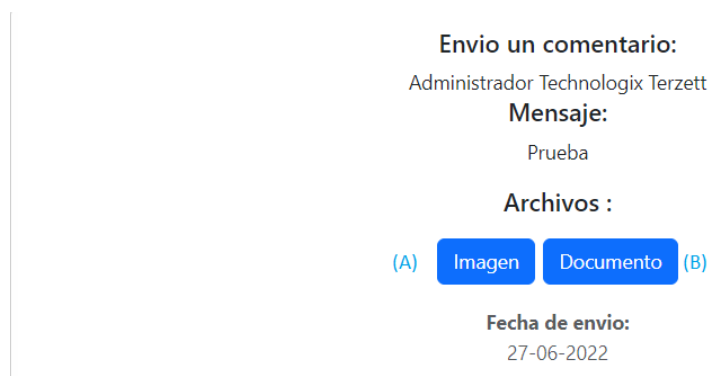 Envio un comentario:
Administrador Technologix Terzett
Mensaje:
Prueba
Archivos :
(A) Imagen Documento (B)
Fecha de envio:
27-06-2022